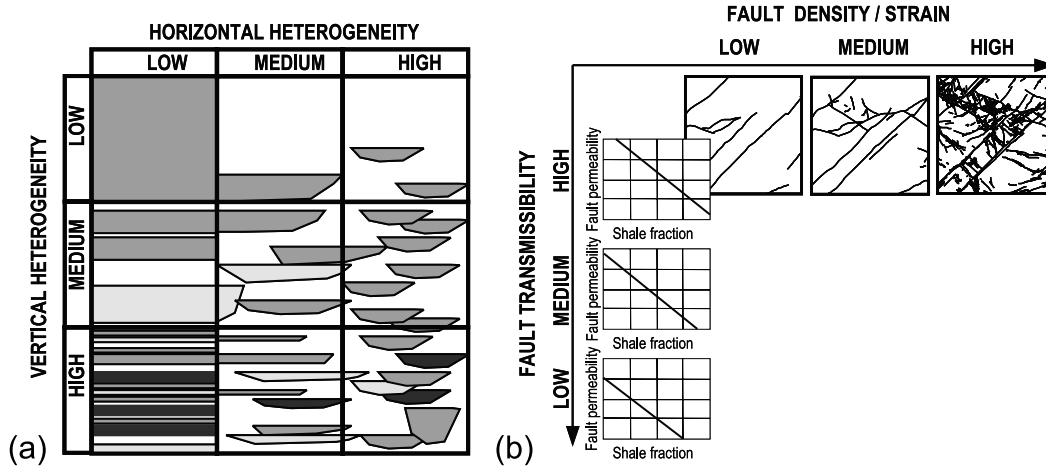 HORIZONTAL HETEROGENEITY
LOW MEDIUM HIGH
VERTICAL HETEROGENEITY
LOW
MEDIUM
HIGH
(a)
FAULT DENSITY / STRAIN
LOW MEDIUM HIGH
FAULT TRANSMISSIBILITY
HIGH
Fault permeability
Shale fraction
MEDIUM
Fault permeability
Shale fraction
LOW
Fault permeability
Shale fraction
(b)